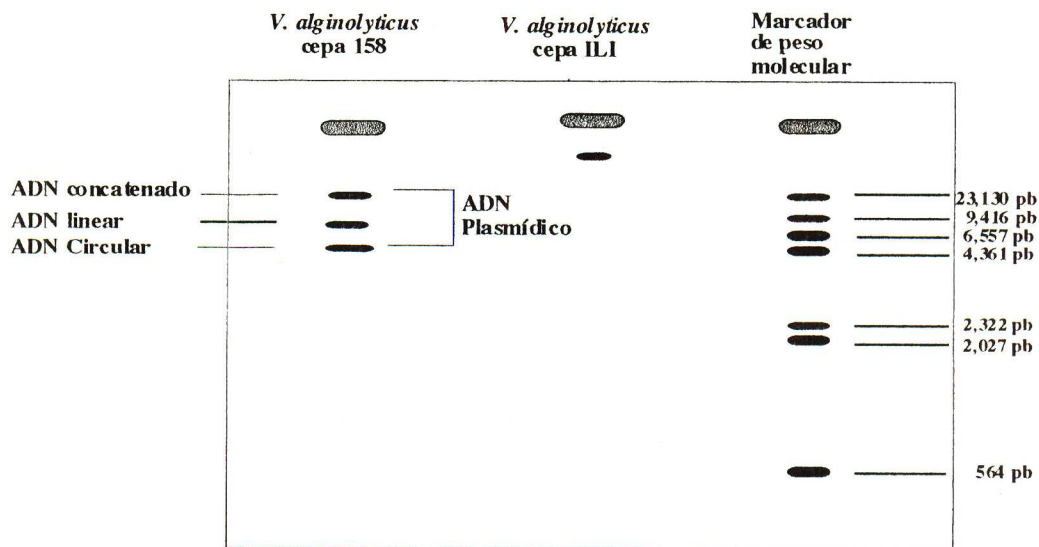 V. alginolyticus
cepa 158
V. alginolyticus
cepa ILI
Marcador
de peso
molecular
ADN concatenado
ADN linear
ADN Circular
ADN
Plasmídico
23,130 pb
9,416 pb
6,557 pb
4,361 pb
2,322 pb
2,027 pb
564 pb